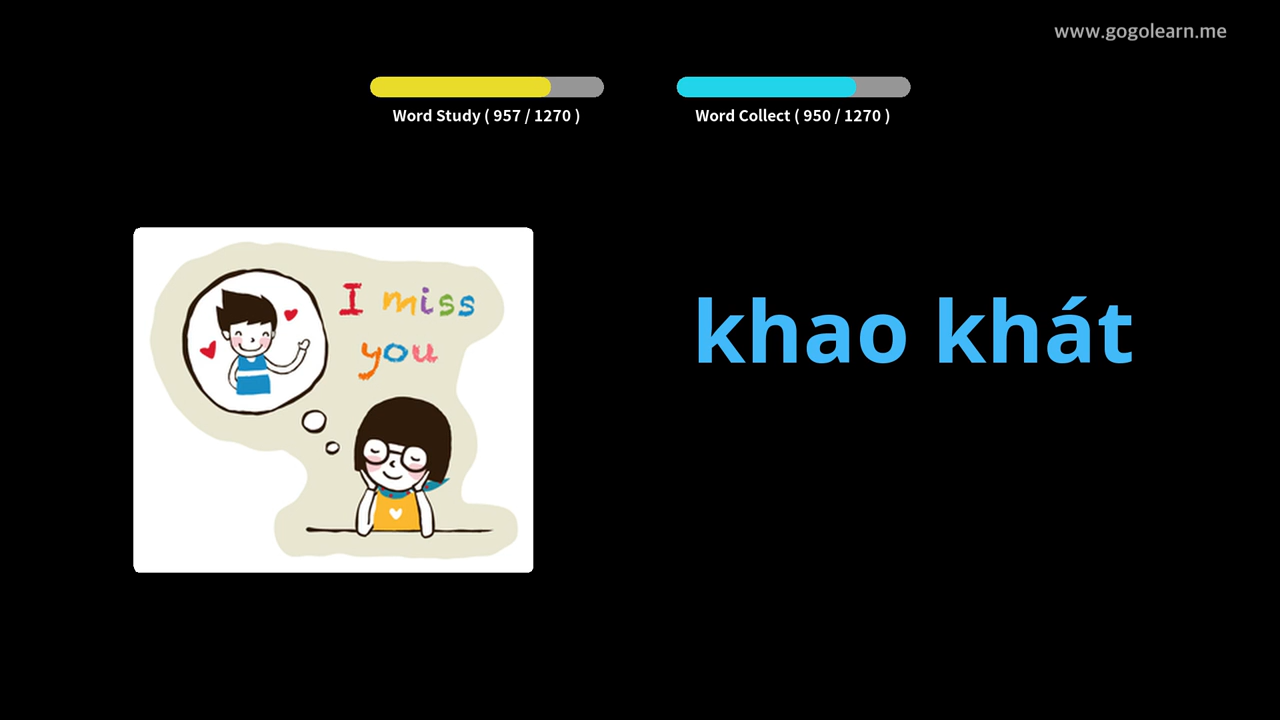 www.gogolearn.me
Word Study ( 957 / 1270 )
Word Collect ( 950 / 1270 )
I miss
you
khao khát